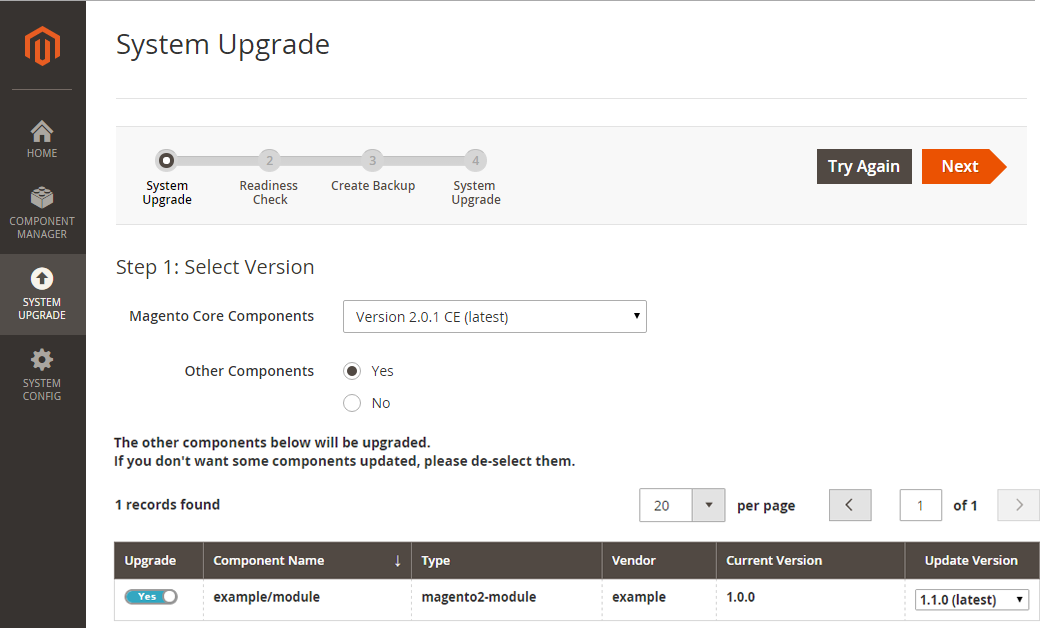 System Upgrade
HOME
COMPONENT
MANAGER
SYSTEM
UPGRADE
SYSTEM
CONFIG
2
3
4
System
Upgrade
Readiness
Check
Create Backup
System
Upgrade
Try Again
Next
Step 1: Select Version
Magento Core Components
Version 2.0.1 CE (latest)
Other Components
Yes
No
The other components below will be upgraded.
If you don't want some components updated, please de-select them.
1 records found
20
per page
1
of 1
Upgrade
Component Name
Type
Vendor
Current Version
Update Version
Yes
example/module
magento2-module
example
1.0.0
1.1.0 (latest)